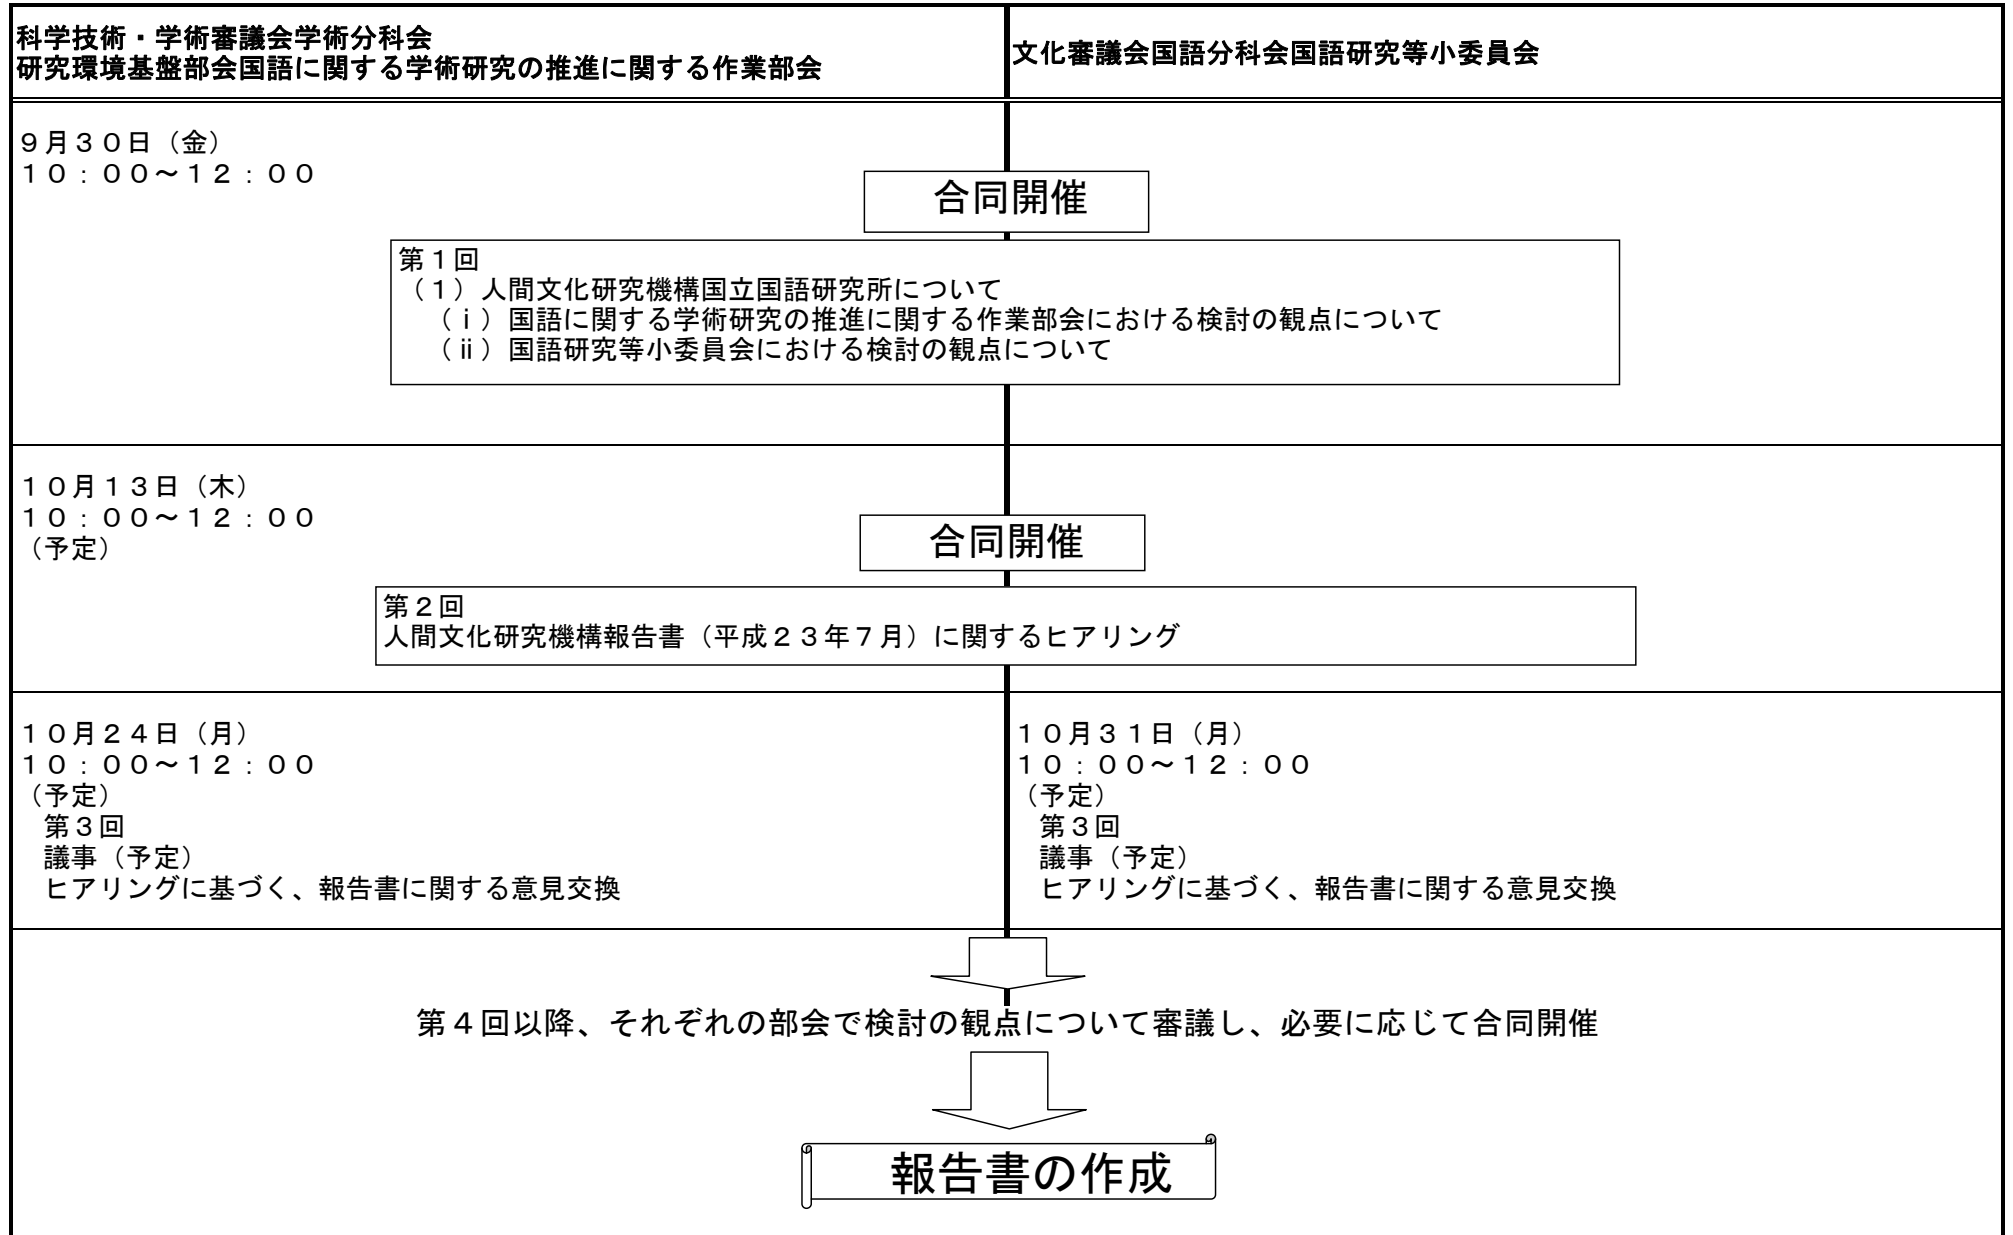 科学技術・学術審議会学術分科会
研究環境基盤部会国語に関する学術研究の推進に関する作業部会
文化審議会国語分科会国語研究等小委員会
９月３０日（金）
１０：００～１２：００
合同開催
第１回
（１）人間文化研究機構国立国語研究所について
（ⅰ）国語に関する学術研究の推進に関する作業部会における検討の観点について
（ⅱ）国語研究等小委員会における検討の観点について
１０月１３日（木）
１０：００～１２：００
（予定）
合同開催
第２回
人間文化研究機構報告書（平成２３年７月）に関するヒアリング
１０月２４日（月）
１０：００～１２：００
（予定）
第３回
議事（予定）
ヒアリングに基づく、報告書に関する意見交換
１０月３１日（月）
１０：００～１２：００
（予定）
第３回
議事（予定）
ヒアリングに基づく、報告書に関する意見交換
第４回以降、それぞれの部会で検討の観点について審議し、必要に応じて合同開催
報告書の作成